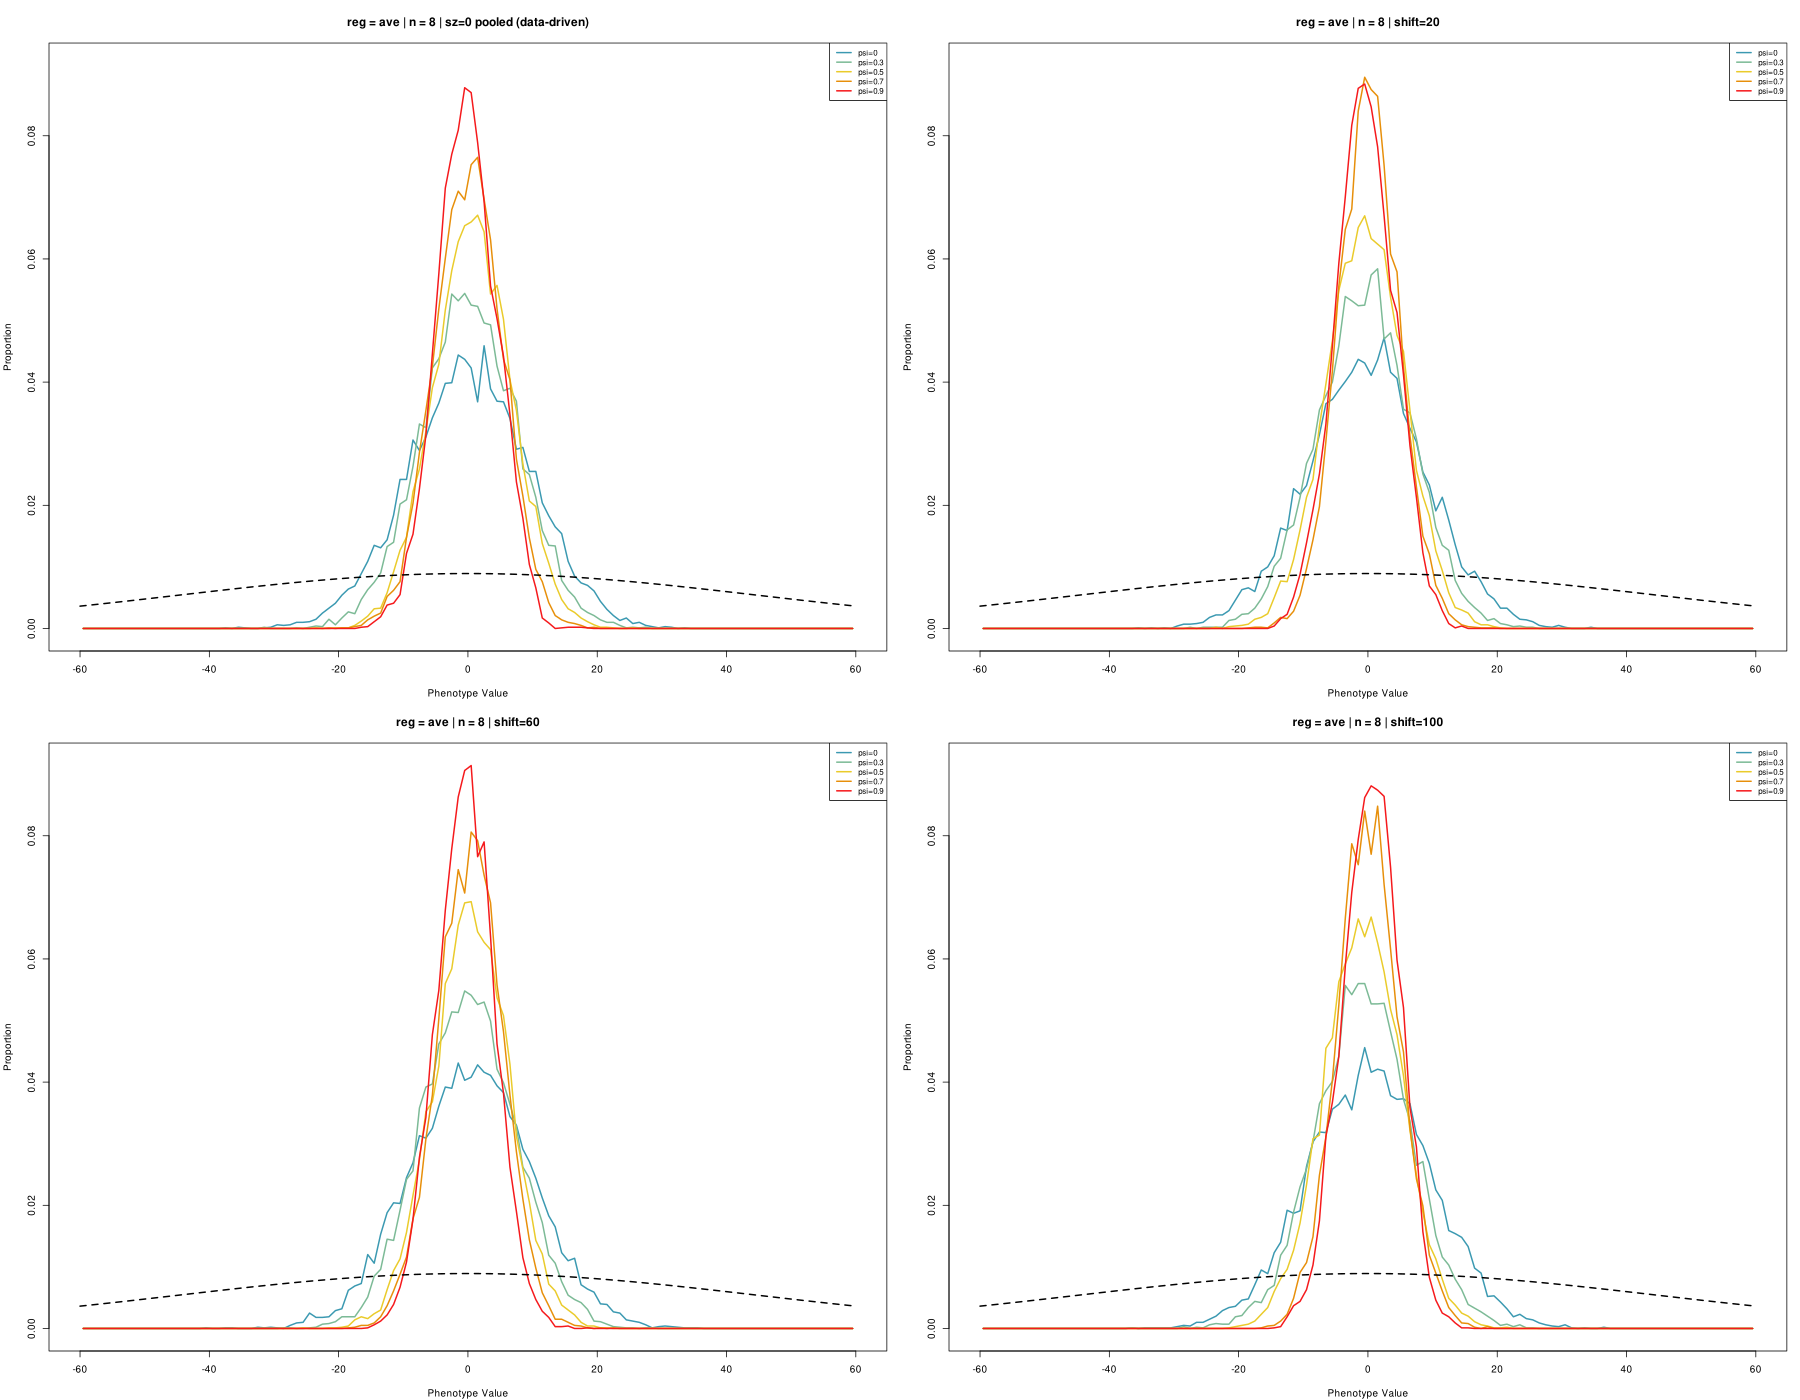 reg = ave | n = 8 | sz=0 pooled (data-driven)
psi=0
psi=0.3
psi=0.5
psi=0.7
psi=0.9
Proportion
0.00
0.02
0.04
0.06
0.08
-60
-40
-20
0
20
40
60
Phenotype Value
reg = ave | n = 8 | shift=20
psi=0
psi=0.3
psi=0.5
psi=0.7
psi=0.9
Proportion
0.00
0.02
0.04
0.06
0.08
-60
-40
-20
0
20
40
60
Phenotype Value
reg = ave | n = 8 | shift=60
psi=0
psi=0.3
psi=0.5
psi=0.7
psi=0.9
Proportion
0.00
0.02
0.04
0.06
0.08
-60
-40
-20
0
20
40
60
Phenotype Value
reg = ave | n = 8 | shift=100
psi=0
psi=0.3
psi=0.5
psi=0.7
psi=0.9
Proportion
0.00
0.02
0.04
0.06
0.08
-60
-40
-20
0
20
40
60
Phenotype Value